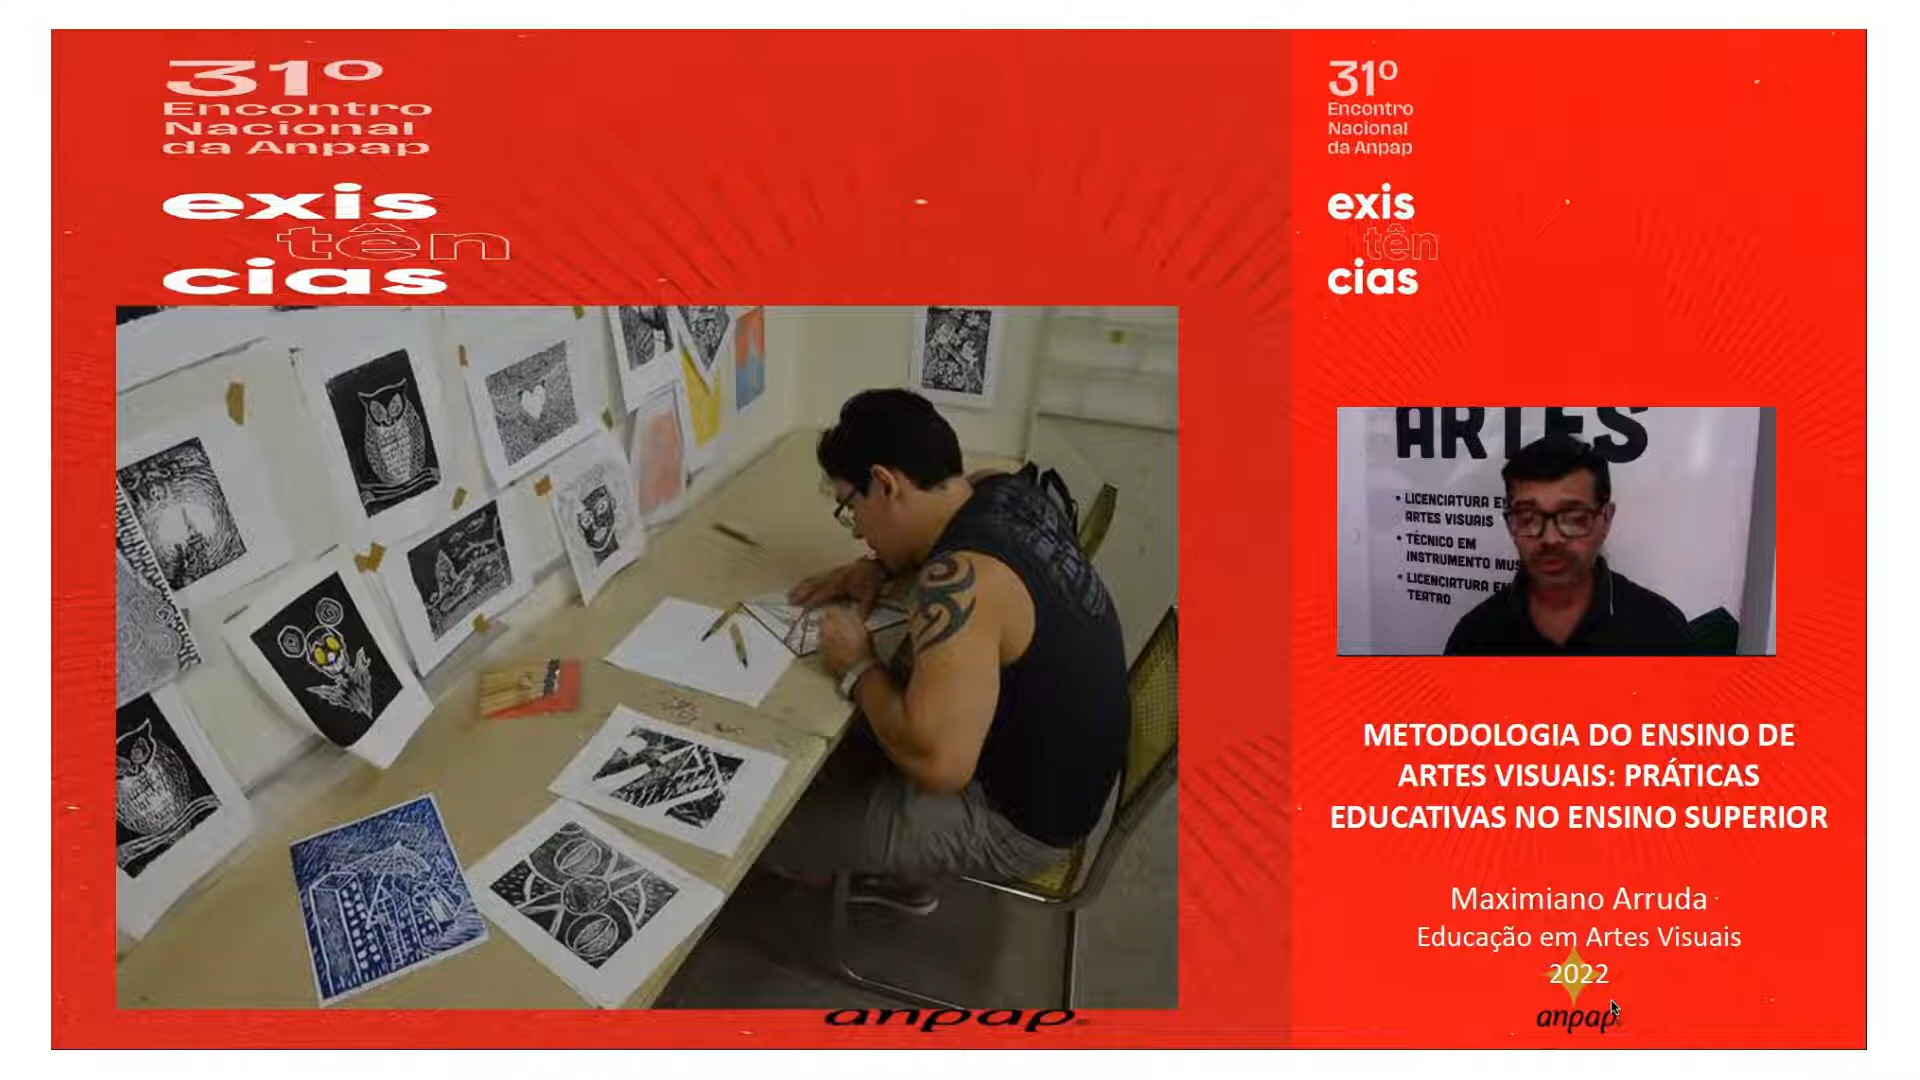 31º
Encontro
Nacional
da Anpap
exis
tên
cias
anpap
31º
Encontro
Nacional
da Anpap
exis
tên
cias
ARTES
• LICENCIATURA E
ARTES VISUAIS
• TÉCNICO EM
INSTRUMENTO MUS
• LICENCIATURA EM
TEATRO
METODOLOGIA DO ENSINO DE
ARTES VISUAIS: PRÁTICAS
EDUCATIVAS NO ENSINO SUPERIOR
Maximiano Arruda
Educação em Artes Visuais
2022
anpap